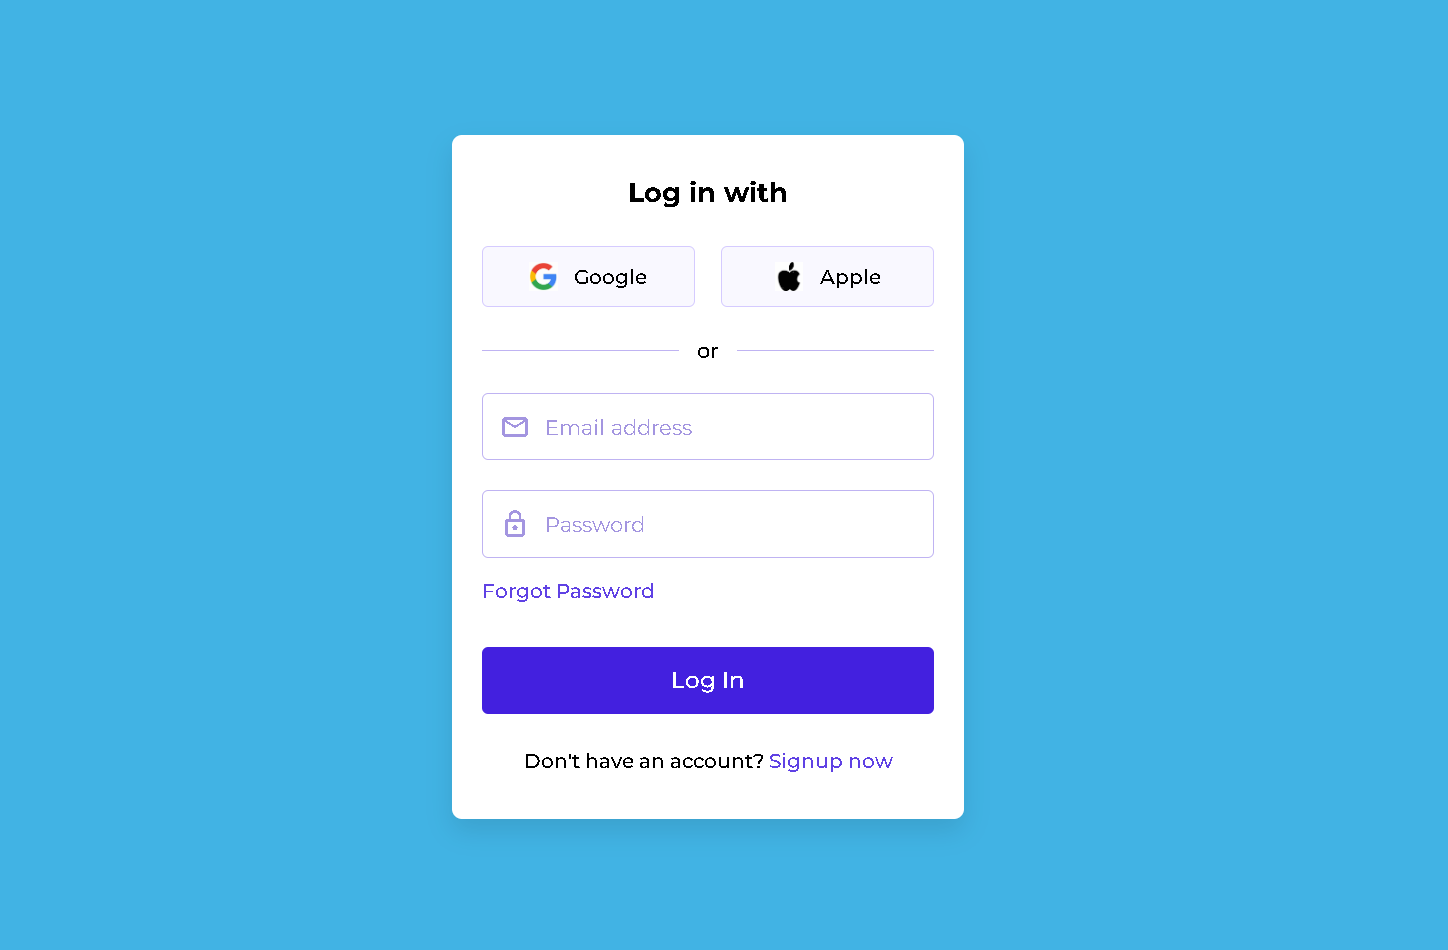 Log in with
Google
Apple
or
Email address
Password
Forgot Password
Log In
Don't have an account? Signup now